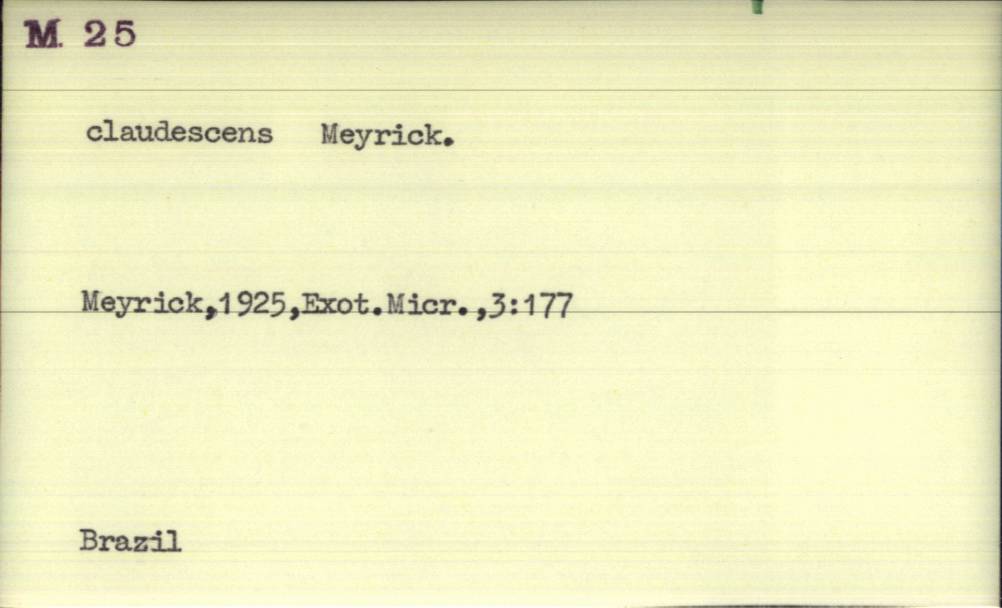 M. 25
claudescens Meyrick.
Meyrick,1925,Exot.Micr.,3:177
Brazil